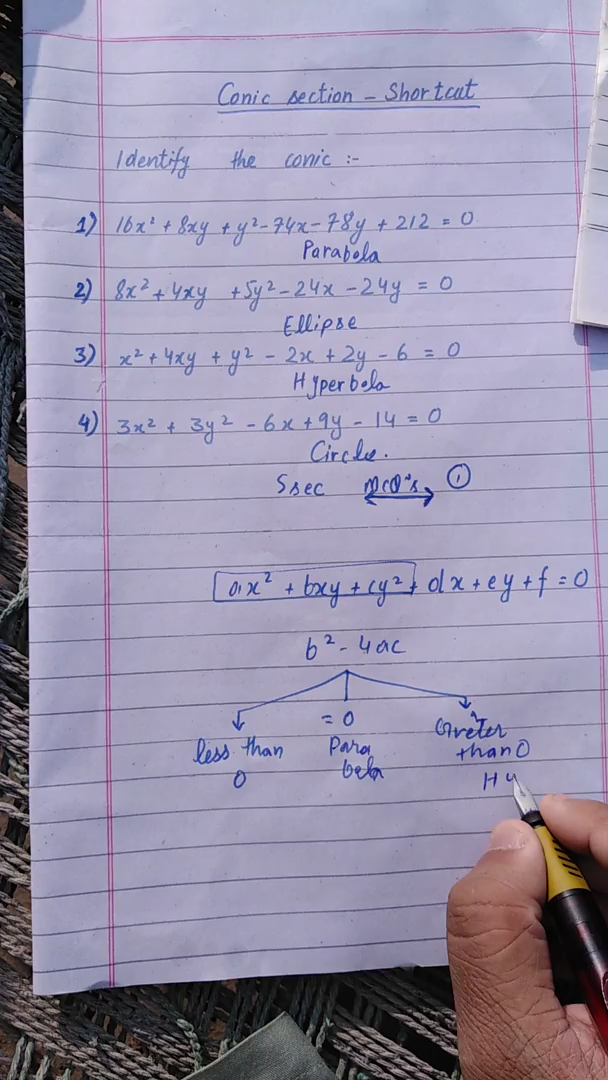 Conic section - Shortcut
Identify the conic :-
1) 16x² + 8xy + y² - 74x - 78y + 212 = 0
Parabola
2) 8x² + 4xy + 5y² - 24x - 24y = 0
Ellipse
3) x² + 4xy + y² - 2x + 2y - 6 = 0
Hyperbola
4) 3x² + 3y² - 6x + 9y - 14 = 0
Circle.
5sec MCQ's ①
ax² + bxy + cy² + dx + ey + f = 0
b² - 4ac
less than 0
= 0 Parabola
Greter than 0
Hy